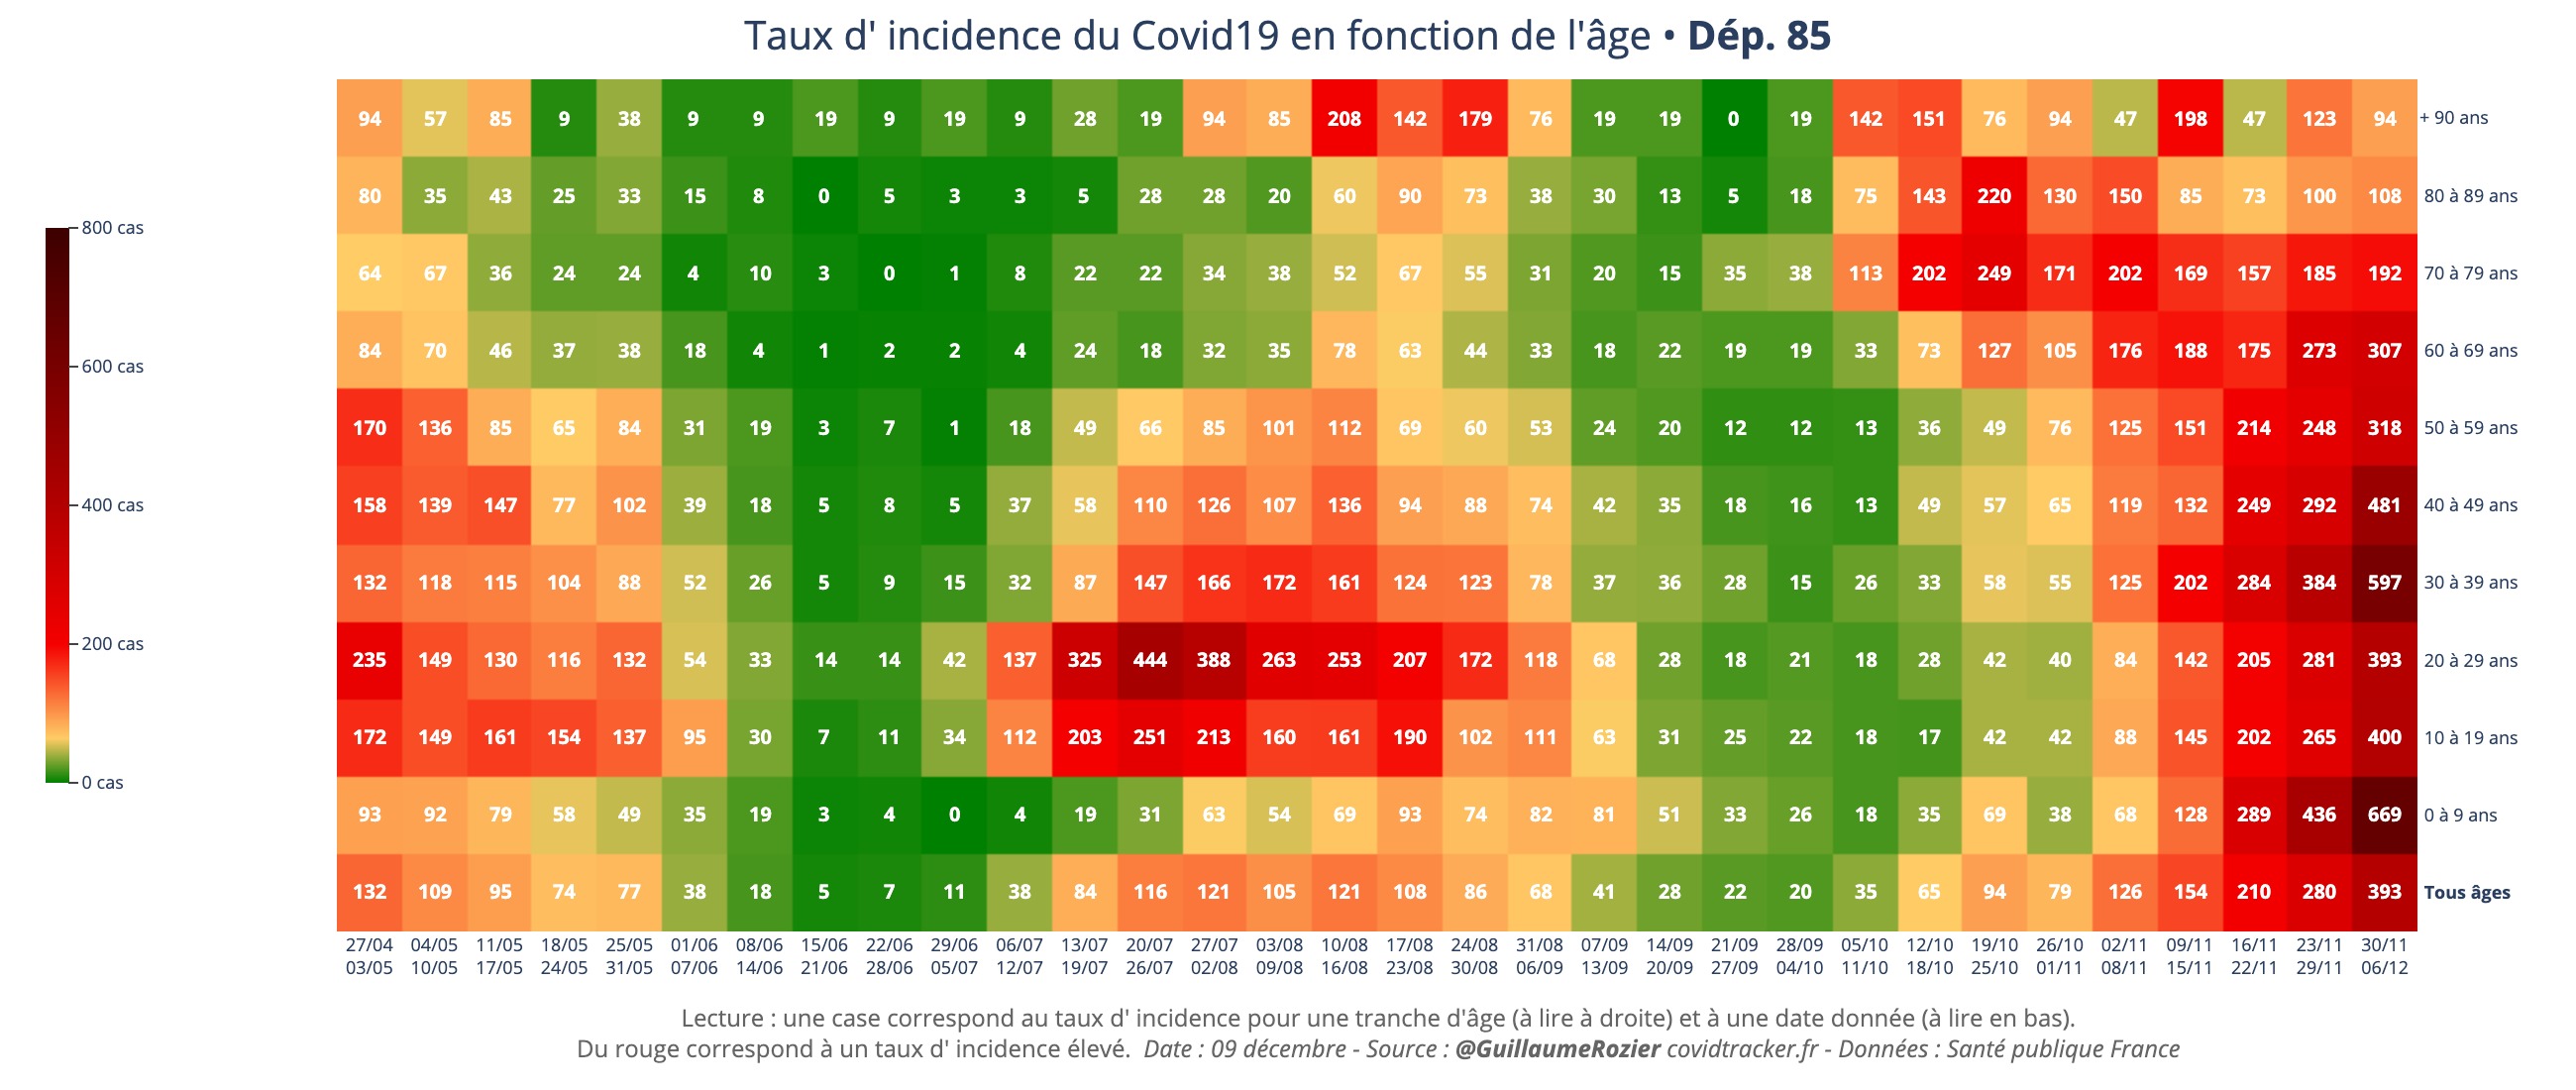 Taux d' incidence du Covid19 en fonction de l'âge • Dép. 85
94 57 85 9 38 9 9 19 9 19 9 28 19 94 85 208 142 179 76 19 19 0 19 142 151 76 94 47 198 47 123 94 + 90 ans
80 35 43 25 33 15 8 0 5 3 3 5 28 28 20 60 90 73 38 30 13 5 18 75 143 220 130 150 85 73 100 108 80 à 89 ans
64 67 36 24 24 4 10 3 0 1 8 22 22 34 38 52 67 55 31 20 15 35 38 113 202 249 171 202 169 157 185 192 70 à 79 ans
84 70 46 37 38 18 4 1 2 2 4 24 18 32 35 78 63 44 33 18 22 19 19 33 73 127 105 176 188 175 273 307 60 à 69 ans
170 136 85 65 84 31 19 3 7 1 18 49 66 85 101 112 69 60 53 24 20 12 12 13 36 49 76 125 151 214 248 318 50 à 59 ans
158 139 147 77 102 39 18 5 8 5 37 58 110 126 107 136 94 88 74 42 35 18 16 13 49 57 65 119 132 249 292 481 40 à 49 ans
132 118 115 104 88 52 26 5 9 15 32 87 147 166 172 161 124 123 78 37 36 28 15 26 33 58 55 125 202 284 384 597 30 à 39 ans
235 149 130 116 132 54 33 14 14 42 137 325 444 388 263 253 207 172 118 68 28 18 21 18 28 42 40 84 142 205 281 393 20 à 29 ans
172 149 161 154 137 95 30 7 11 34 112 203 251 213 160 161 190 102 111 63 31 25 22 18 17 42 42 88 145 202 265 400 10 à 19 ans
93 92 79 58 49 35 19 3 4 0 4 19 31 63 54 69 93 74 82 81 51 33 26 18 35 69 38 68 128 289 436 669 0 à 9 ans
132 109 95 74 77 38 18 5 7 11 38 84 116 121 105 121 108 86 68 41 28 22 20 35 65 94 79 126 154 210 280 393 Tous âges
27/04 04/05 11/05 18/05 25/05 01/06 08/06 15/06 22/06 29/06 06/07 13/07 20/07 27/07 03/08 10/08 17/08 24/08 31/08 07/09 14/09 21/09 28/09 05/10 12/10 19/10 26/10 02/11 09/11 16/11 23/11 30/11
03/05 10/05 17/05 24/05 31/05 07/06 14/06 21/06 28/06 05/07 12/07 19/07 26/07 02/08 09/08 16/08 23/08 30/08 06/09 13/09 20/09 27/09 04/10 11/10 18/10 25/10 01/11 08/11 15/11 22/11 29/11 06/12
800 cas
600 cas
400 cas
200 cas
0 cas
Lecture : une case correspond au taux d' incidence pour une tranche d'âge (à lire à droite) et à une date donnée (à lire en bas).
Du rouge correspond à un taux d' incidence élevé. Date : 09 décembre - Source : @GuillaumeRozier covidtracker.fr - Données : Santé publique France